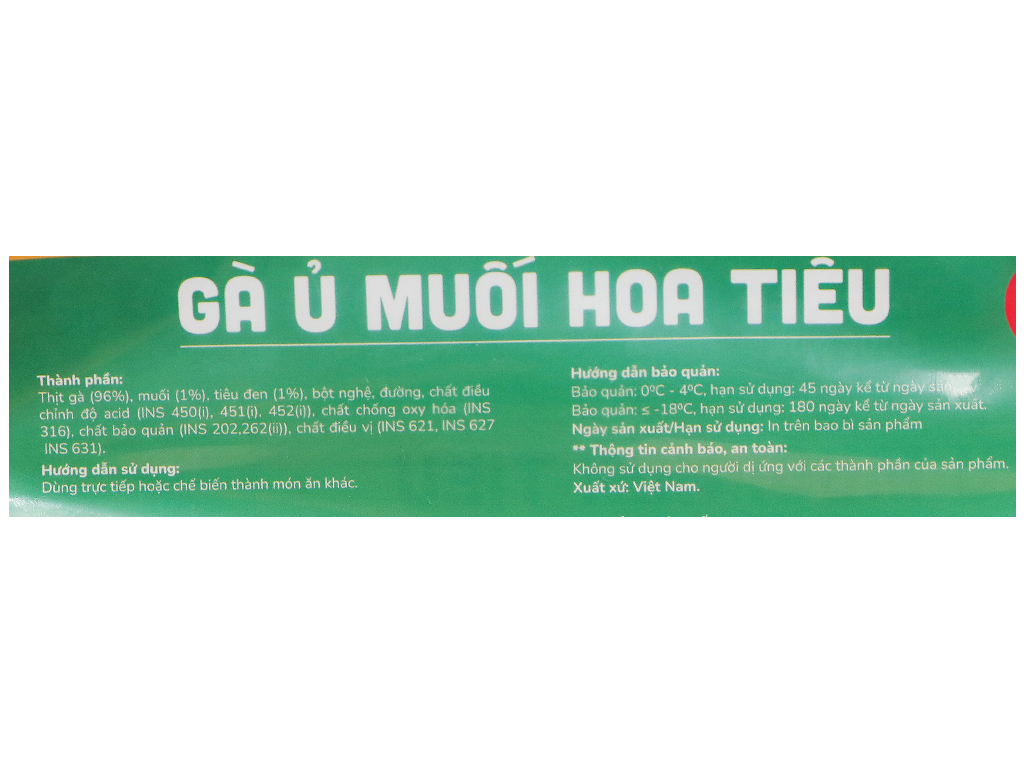 GÀ Ủ MUỐI HOA TIÊU
Thành phần:
Thịt gà (96%), muối (1%), tiêu đen (1%), bột nghệ, đường, chất điều
chỉnh độ acid (INS 450(i), 451(i), 452(i)), chất chống oxy hóa (INS
316), chất bảo quản (INS 202,262(ii)), chất điều vị (INS 621, INS 627
INS 631).
Hướng dẫn sử dụng:
Dùng trực tiếp hoặc chế biến thành món ăn khác.
Hướng dẫn bảo quản:
Bảo quản: 0ºC - 4ºC, hạn sử dụng: 45 ngày kể từ ngày sản
Bảo quản: ≤ -18ºC, hạn sử dụng: 180 ngày kể từ ngày sản xuất.
Ngày sản xuất/Hạn sử dụng: In trên bao bì sản phẩm
** Thông tin cảnh báo, an toàn:
Không sử dụng cho người dị ứng với các thành phần của sản phẩm.
Xuất xứ: Việt Nam.